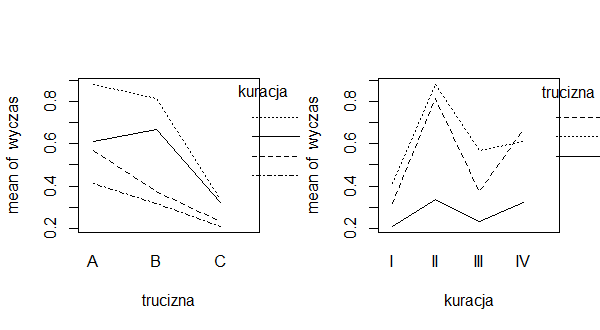 mean of wyczas
0.2 0.4 0.6 0.8
kuracja
A B C
trucizna
mean of wyczas
0.2 0.4 0.6 0.8
trucizna
I II III IV
kuracja